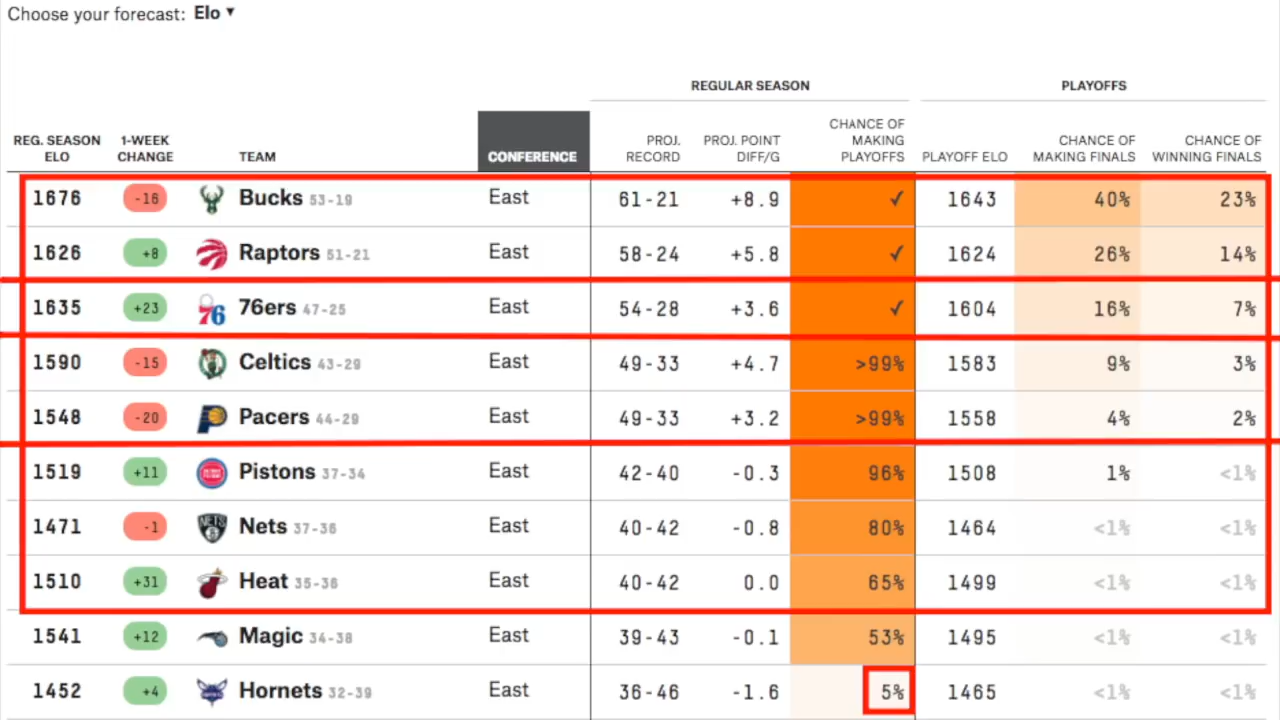 Choose your forecast: Elo ▼
REGULAR SEASON PLAYOFFS
REG. SEASON ELO 1-WEEK CHANGE TEAM CONFERENCE PROJ. RECORD PROJ. POINT DIFF/G CHANCE OF MAKING PLAYOFFS PLAYOFF ELO CHANCE OF MAKING FINALS CHANCE OF WINNING FINALS
1676 -16 Bucks 53-19 East 61-21 +8.9 ✓ 1643 40% 23%
1626 +8 Raptors 51-21 East 58-24 +5.8 ✓ 1624 26% 14%
1635 +23 76 76ers 47-25 East 54-28 +3.6 ✓ 1604 16% 7%
1590 -15 Celtics 43-29 East 49-33 +4.7 >99% 1583 9% 3%
1548 -20 Pacers 44-29 East 49-33 +3.2 >99% 1558 4% 2%
1519 +11 Pistons 37-34 East 42-40 -0.3 96% 1508 1% <1%
1471 -1 NETS Nets 37-36 East 40-42 -0.8 80% 1464 <1% <1%
1510 +31 Heat 35-36 East 40-42 0.0 65% 1499 <1% <1%
1541 +12 Magic 34-38 East 39-43 -0.1 53% 1495 <1% <1%
1452 +4 Hornets 32-39 East 36-46 -1.6 5% 1465 <1% <1%